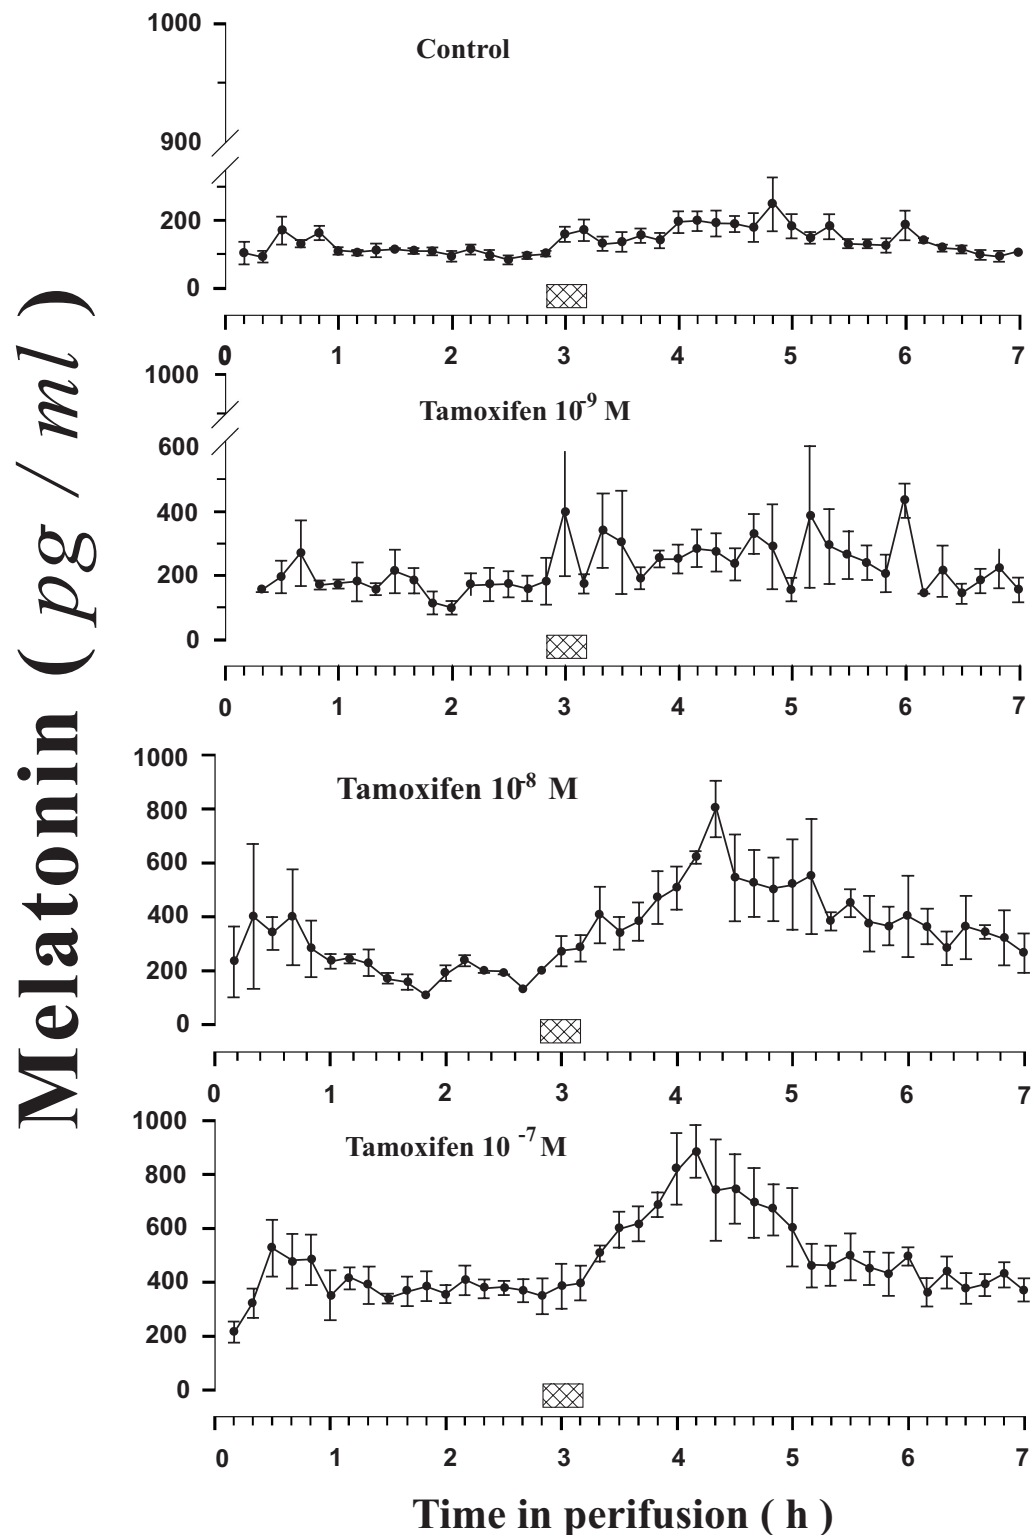 Melatonin ( pg / ml )
1000
Control
900
200
0
0 1 2 3 4 5 6 7
1000
Tamoxifen 10-9 M
600
400
200
0
0 1 2 3 4 5 6 7
1000
Tamoxifen 10-8 M
800
600
400
200
0
0 1 2 3 4 5 6 7
1000
Tamoxifen 10 -7 M
800
600
400
200
0
0 1 2 3 4 5 6 7
Time in perifusion ( h )